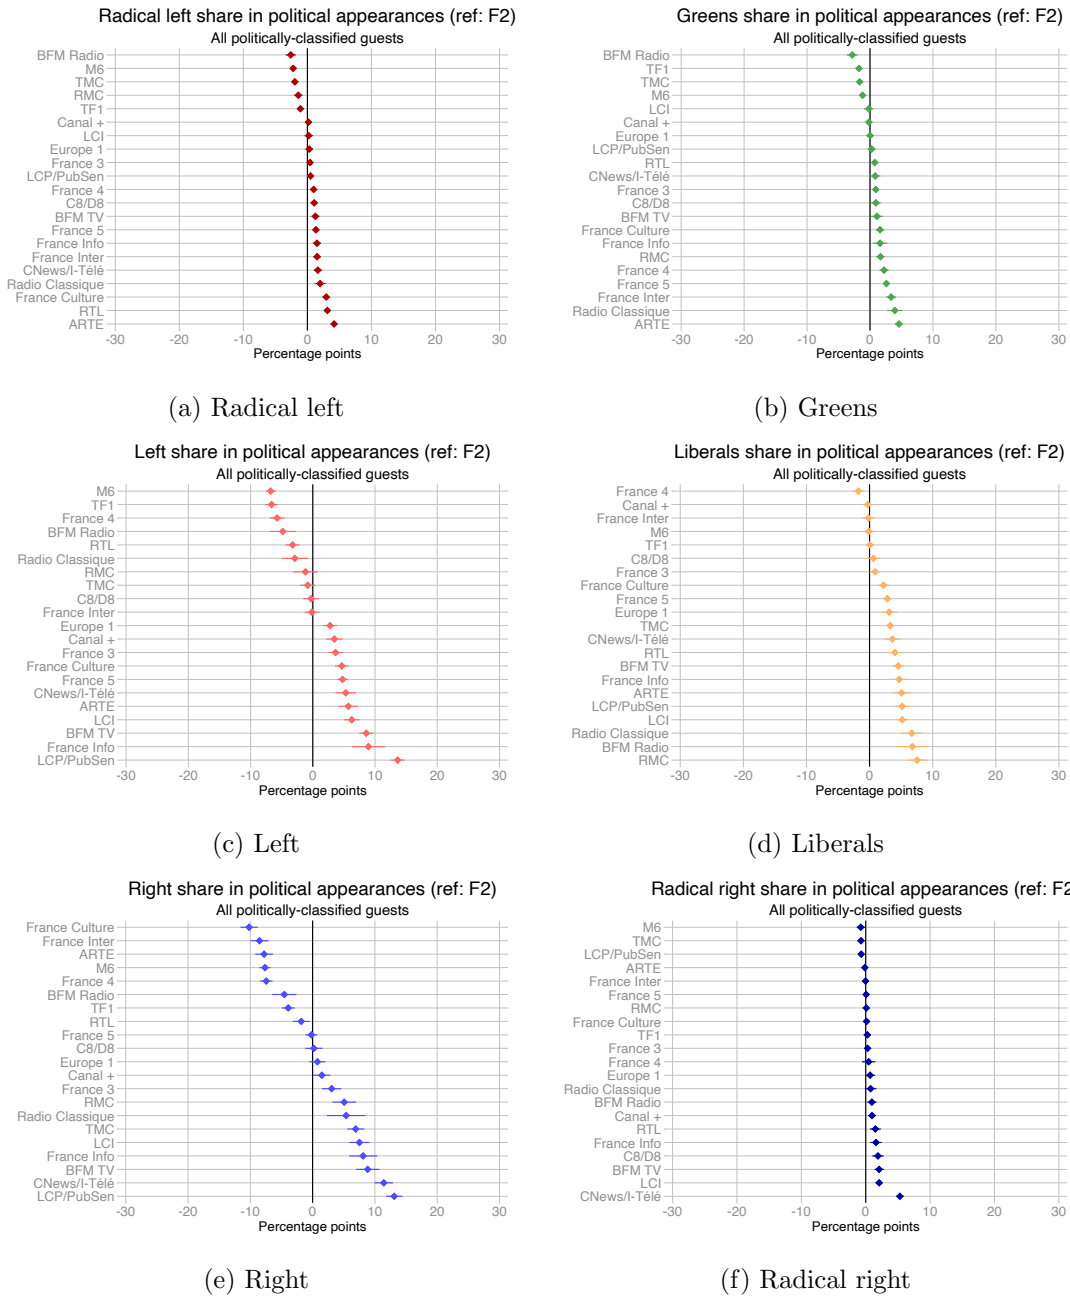 Radical left share in political appearances (ref: F2)
All politically-classified guests
BFM Radio
M6
TMC
RMC
TF1
Canal +
LCI
Europe 1
France 3
LCP/PubSen
France 4
C8/D8
BFM TV
France 5
France Info
France Inter
CNews/I-Télé
Radio Classique
France Culture
RTL
ARTE
-30 -20 -10 0 10 20 30
Percentage points
(a) Radical left
Greens share in political appearances (ref: F2)
All politically-classified guests
BFM Radio
TF1
TMC
M6
LCI
Canal +
Europe 1
LCP/PubSen
RTL
CNews/I-Télé
France 3
C8/D8
BFM TV
France Culture
France Info
RMC
France 4
France 5
France Inter
Radio Classique
ARTE
-30 -20 -10 0 10 20 30
Percentage points
(b) Greens
Left share in political appearances (ref: F2)
All politically-classified guests
M6
TF1
France 4
BFM Radio
RTL
Radio Classique
RMC
TMC
C8/D8
France Inter
Europe 1
Canal +
France 3
France Culture
France 5
CNews/I-Télé
ARTE
LCI
BFM TV
France Info
LCP/PubSen
-30 -20 -10 0 10 20 30
Percentage points
(c) Left
Liberals share in political appearances (ref: F2)
All politically-classified guests
France 4
Canal +
France Inter
M6
TF1
C8/D8
France 3
France Culture
France 5
Europe 1
TMC
CNews/I-Télé
RTL
BFM TV
France Info
ARTE
LCP/PubSen
LCI
Radio Classique
BFM Radio
RMC
-30 -20 -10 0 10 20 30
Percentage points
(d) Liberals
Right share in political appearances (ref: F2)
All politically-classified guests
France Culture
France Inter
ARTE
M6
France 4
BFM Radio
TF1
RTL
France 5
C8/D8
Europe 1
Canal +
France 3
RMC
Radio Classique
TMC
LCI
France Info
BFM TV
CNews/I-Télé
LCP/PubSen
-30 -20 -10 0 10 20 30
Percentage points
(e) Right
Radical right share in political appearances (ref: F2
All politically-classified guests
M6
TMC
LCP/PubSen
ARTE
France Inter
France 5
RMC
France Culture
TF1
France 3
France 4
Europe 1
Radio Classique
BFM Radio
Canal +
RTL
France Info
C8/D8
BFM TV
LCI
CNews/I-Télé
-30 -20 -10 0 10 20 30
Percentage points
(f) Radical right